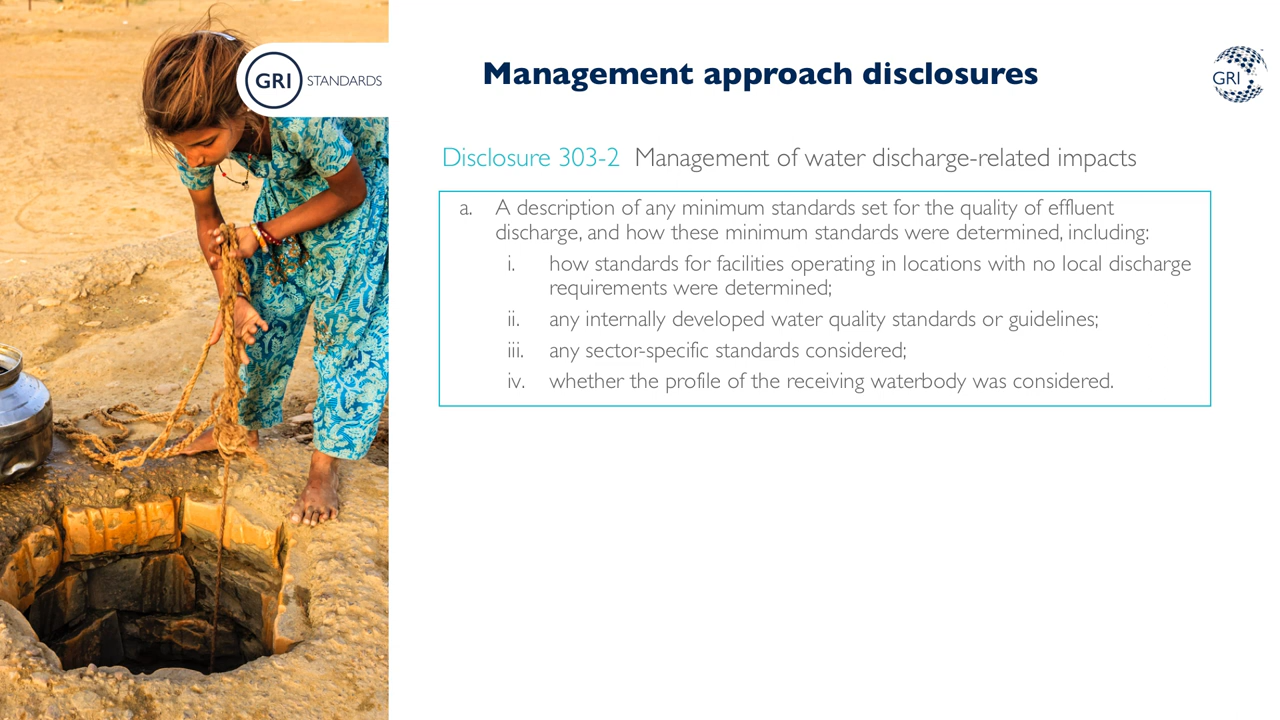 GRI STANDARDS
Management approach disclosures
GRI
Disclosure 303-2 Management of water discharge-related impacts
a. A description of any minimum standards set for the quality of effluent
discharge, and how these minimum standards were determined, including:
i. how standards for facilities operating in locations with no local discharge
requirements were determined;
ii. any internally developed water quality standards or guidelines;
iii. any sector-specific standards considered;
iv. whether the profile of the receiving waterbody was considered.